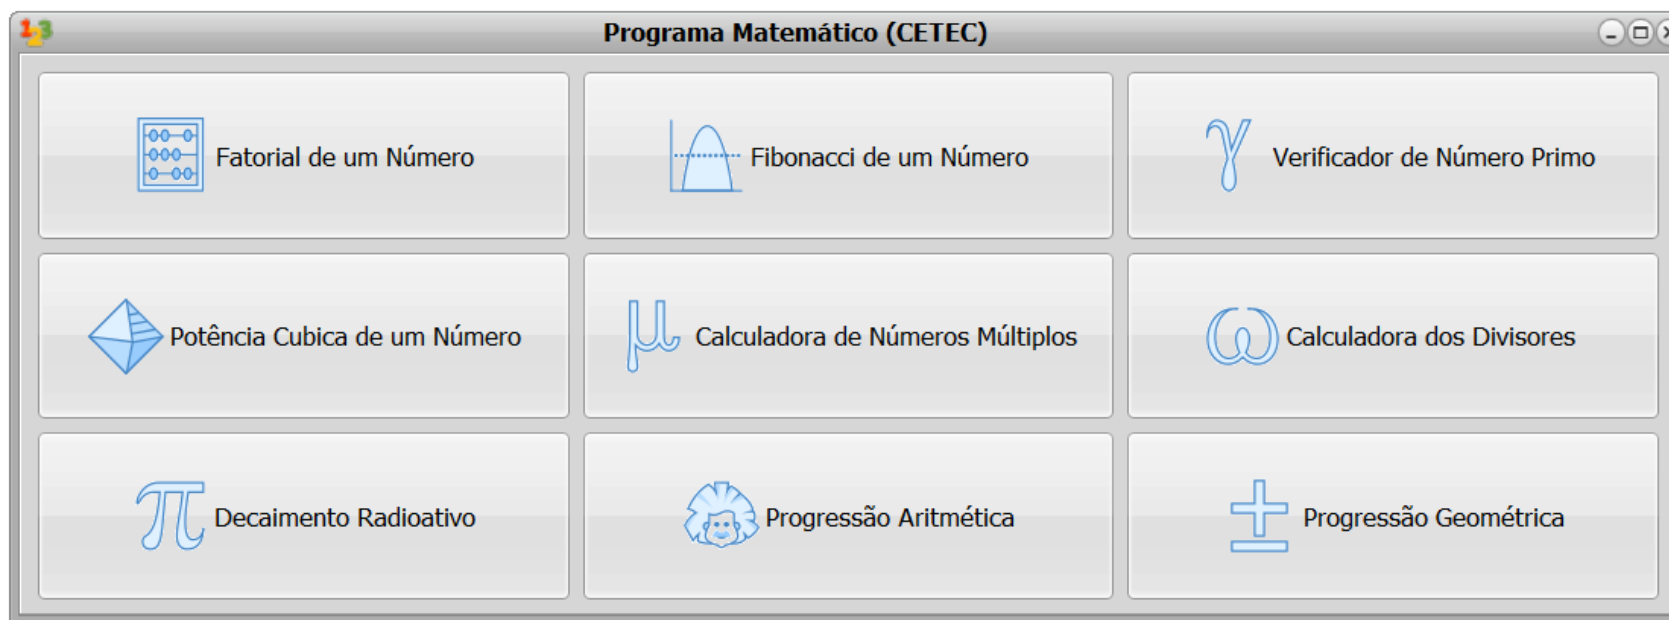 Programa Matemático (CETEC)
Fatorial de um Número
Fibonacci de um Número
Verificador de Número Primo
Potência Cubica de um Número
Calculadora de Números Múltiplos
Calculadora dos Divisores
Decaimento Radioativo
Progressão Aritmética
Progressão Geométrica